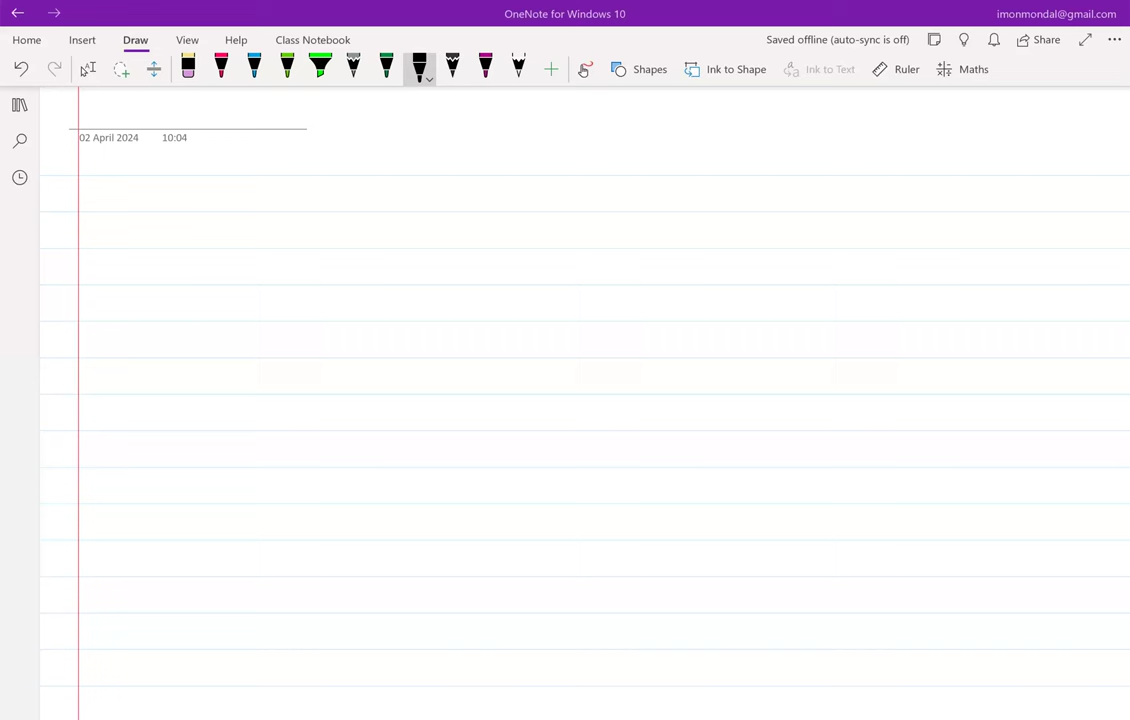 OneNote for Windows 10
imonmondal@gmail.com
Home Insert Draw View Help Class Notebook
Saved offline (auto-sync is off) Share
Shapes Ink to Shape Ink to Text Ruler Maths
02 April 2024 10:04